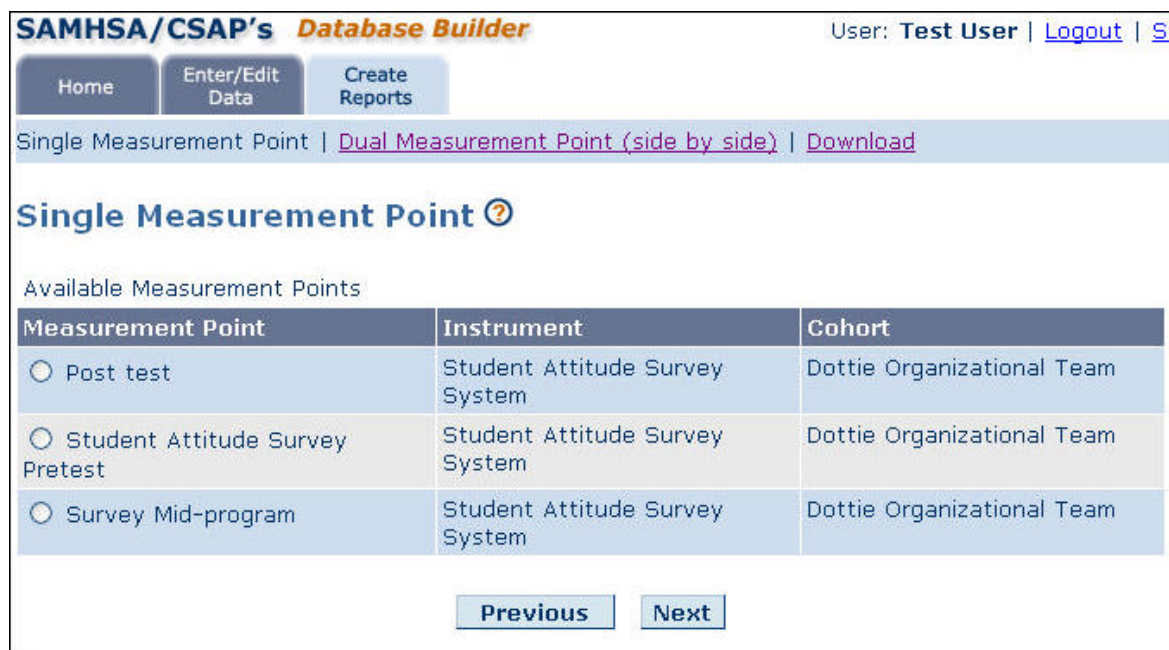 SAMHSA/CSAP's Database Builder User: Test User | Logout | S
Home Enter/Edit Data Create Reports
Single Measurement Point | Dual Measurement Point (side by side) | Download
Single Measurement Point ?
Available Measurement Points
Measurement Point Instrument Cohort
Post test Student Attitude Survey System Dottie Organizational Team
Student Attitude Survey Pretest Student Attitude Survey System Dottie Organizational Team
Survey Mid-program Student Attitude Survey System Dottie Organizational Team
Previous Next